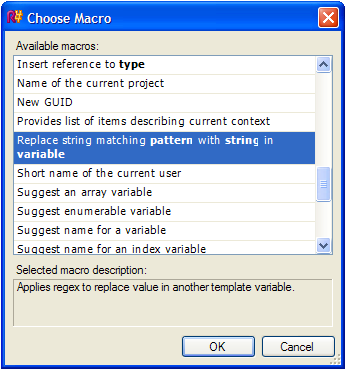 Choose Macro
Available macros:
Insert reference to type
Name of the current project
New GUID
Provides list of items describing current context
Replace string matching pattern with string in
variable
Short name of the current user
Suggest an array variable
Suggest enumerable variable
Suggest name for a variable
Suggest name for an index variable
Selected macro description:
Applies regex to replace value in another template variable.
OK
Cancel